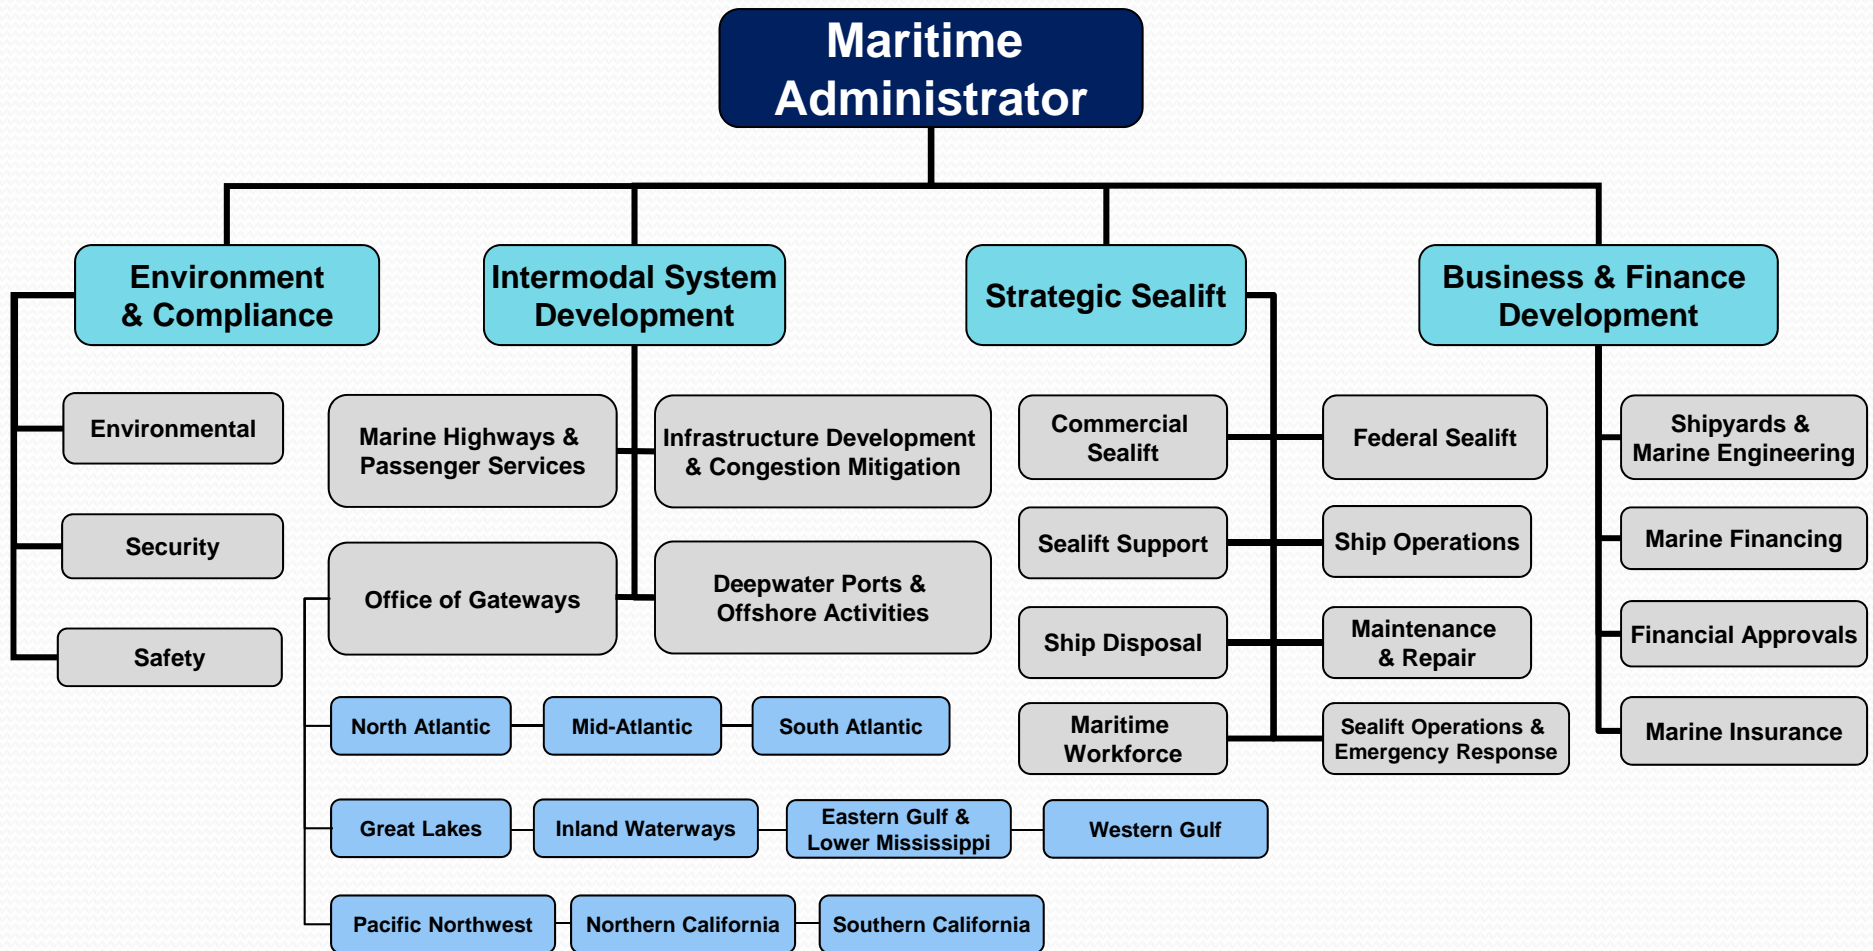 Maritime
Administrator
Environment
& Compliance
Intermodal System
Development
Strategic Sealift
Business & Finance
Development
Environmental
Security
Safety
Marine Highways &
Passenger Services
Infrastructure Development
& Congestion Mitigation
Office of Gateways
Deepwater Ports &
Offshore Activities
North Atlantic
Mid-Atlantic
South Atlantic
Great Lakes
Inland Waterways
Eastern Gulf &
Lower Mississippi
Western Gulf
Pacific Northwest
Northern California
Southern California
Commercial
Sealift
Federal Sealift
Sealift Support
Ship Operations
Ship Disposal
Maintenance
& Repair
Maritime
Workforce
Sealift Operations &
Emergency Response
Shipyards &
Marine Engineering
Marine Financing
Financial Approvals
Marine Insurance